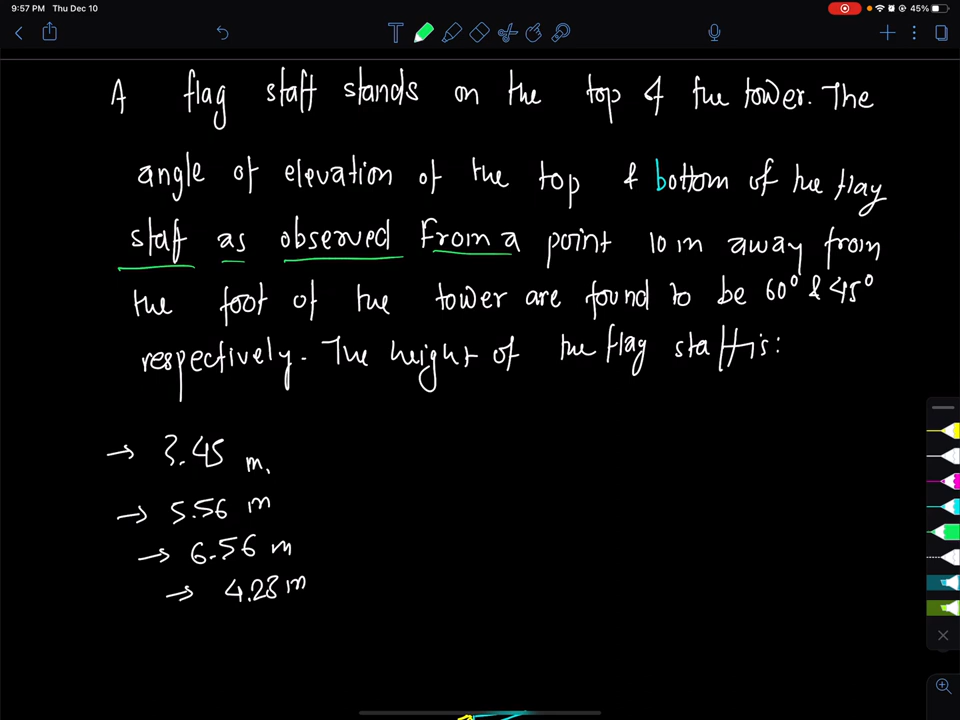 9:57 PM Thu Dec 10
45%
A flag staff stands on the top of the tower. The
angle of elevation of the top & bottom of the flag
staff as observed from a point 10 m away from
the foot of the tower are found to be 60° & 45°
respectively. The height of the flag staff is:
→ 3.45 m.
→ 5.56 m
→ 6.56 m
→ 4.28 m